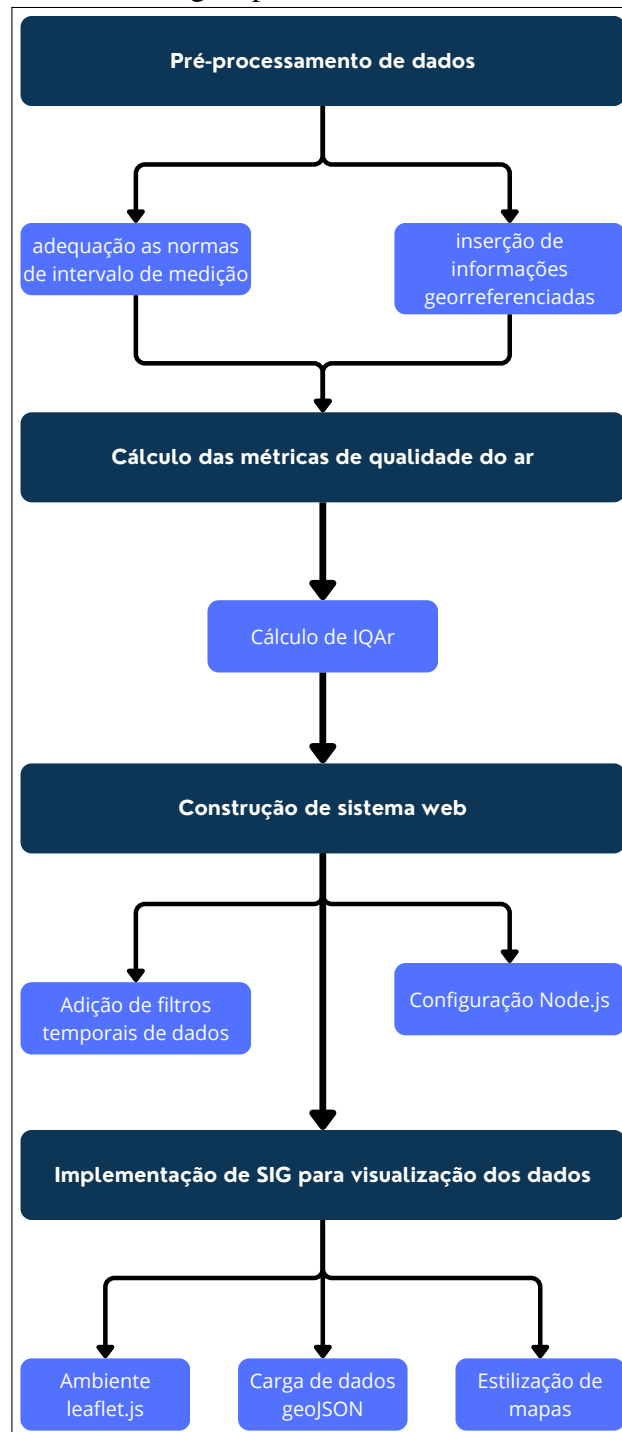 Pré-processamento de dados
adequação as normas
de intervalo de medição
inserção de
informações
georreferenciadas
Cálculo das métricas de qualidade do ar
Cálculo de IQAr
Construção de sistema web
Adição de filtros
temporais de dados
Configuração Node.js
Implementação de SIG para visualização dos dados
Ambiente
leaflet.js
Carga de dados
geoJSON
Estilização de
mapas